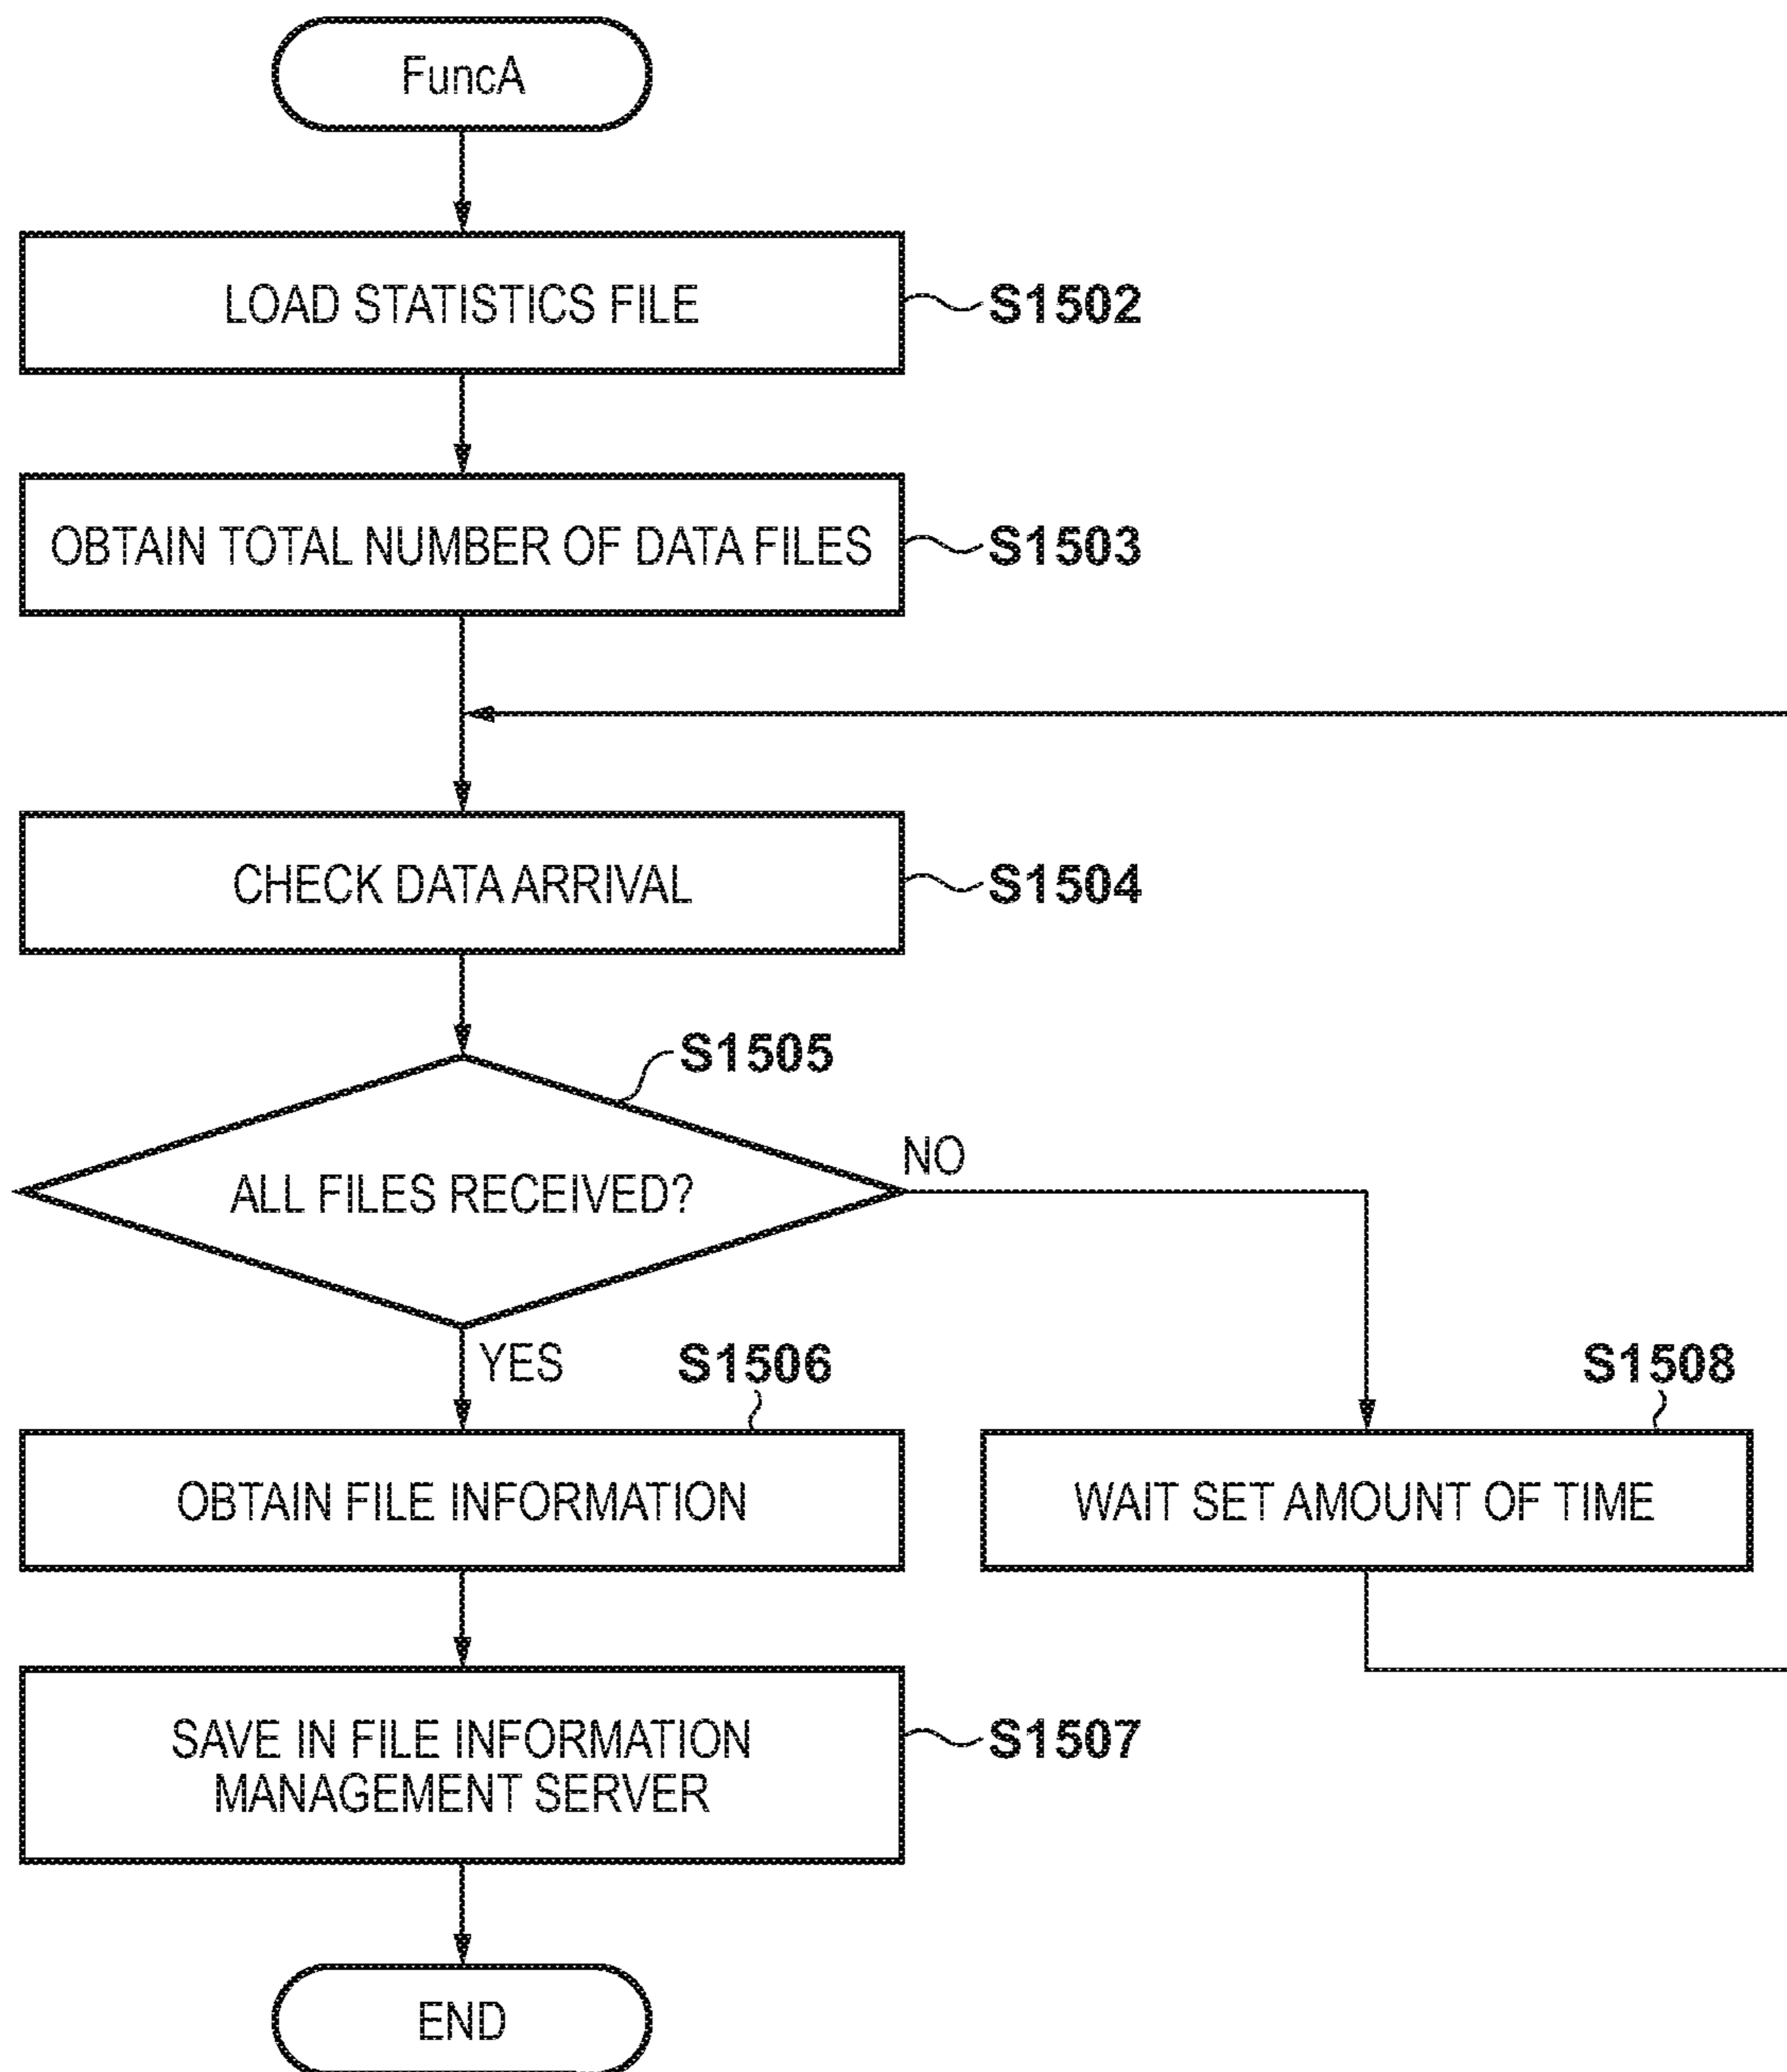 FuncA
LOAD STATISTICS FILE
S1502
OBTAIN TOTAL NUMBER OF DATA FILES
S1503
CHECK DATA ARRIVAL
S1504
S1505
ALL FILES RECEIVED?
NO
YES
S1506
S1508
OBTAIN FILE INFORMATION
WAIT SET AMOUNT OF TIME
SAVE IN FILE INFORMATION
MANAGEMENT SERVER
S1507
END